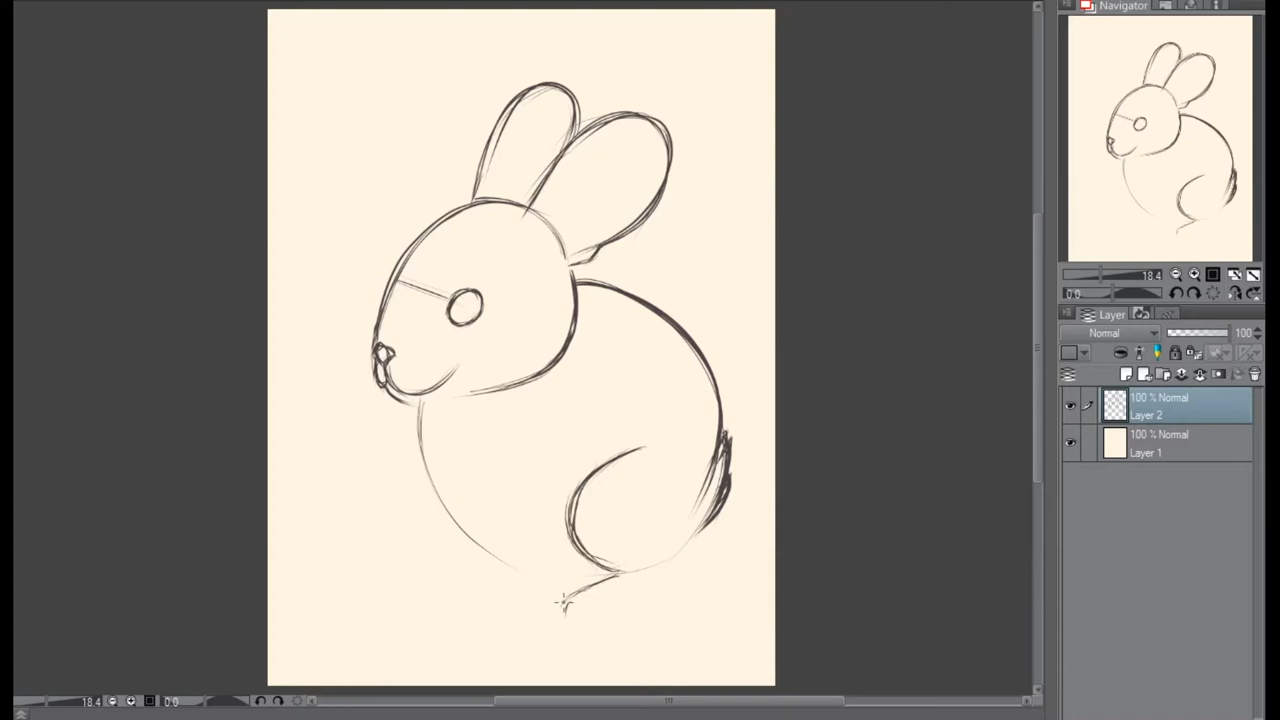 Navigator
18.4
0.0
Layer
Normal 100
100 % Normal
Layer 2
100 % Normal
Layer 1
18.4 0.0